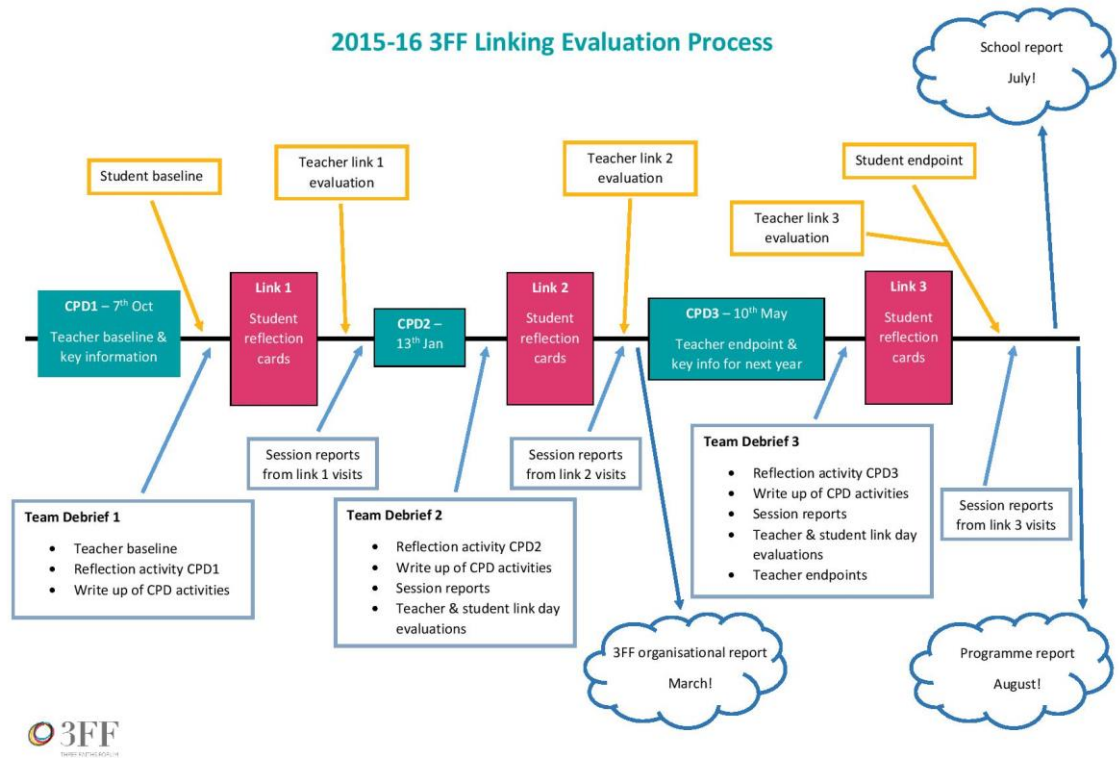 2015-16 3FF Linking Evaluation Process
School report
July!
Student baseline
Teacher link 1
evaluation
Teacher link 2
evaluation
Student endpoint
Teacher link 3
evaluation
CPD1 – 7th Oct
Teacher baseline &
key information
Link 1
Student
reflection
cards
CPD2 –
13th Jan
Link 2
Student
reflection
cards
CPD3 – 10th May
Teacher endpoint &
key info for next year
Link 3
Student
reflection
cards
Session reports
from link 1 visits
Session reports
from link 2 visits
Session reports
from link 3 visits
Team Debrief 1
• Teacher baseline
• Reflection activity CPD1
• Write up of CPD activities
Team Debrief 2
• Reflection activity CPD2
• Write up of CPD activities
• Session reports
• Teacher & student link day
evaluations
Team Debrief 3
• Reflection activity CPD3
• Write up of CPD activities
• Session reports
• Teacher & student link day
evaluations
• Teacher endpoints
3FF organisational report
March!
Programme report
August!
3FF
THREE FAITHS FORUM